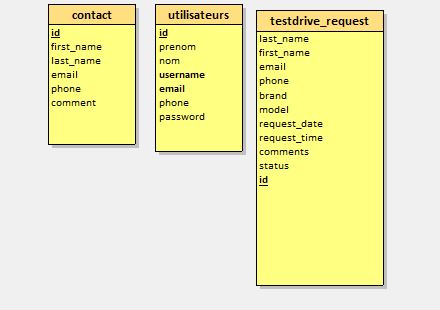 contact
id
first_name
last_name
email
phone
comment
utilisateurs
id
prenom
nom
username
email
phone
password
testdrive_request
last_name
first_name
email
phone
brand
model
request_date
request_time
comments
status
id